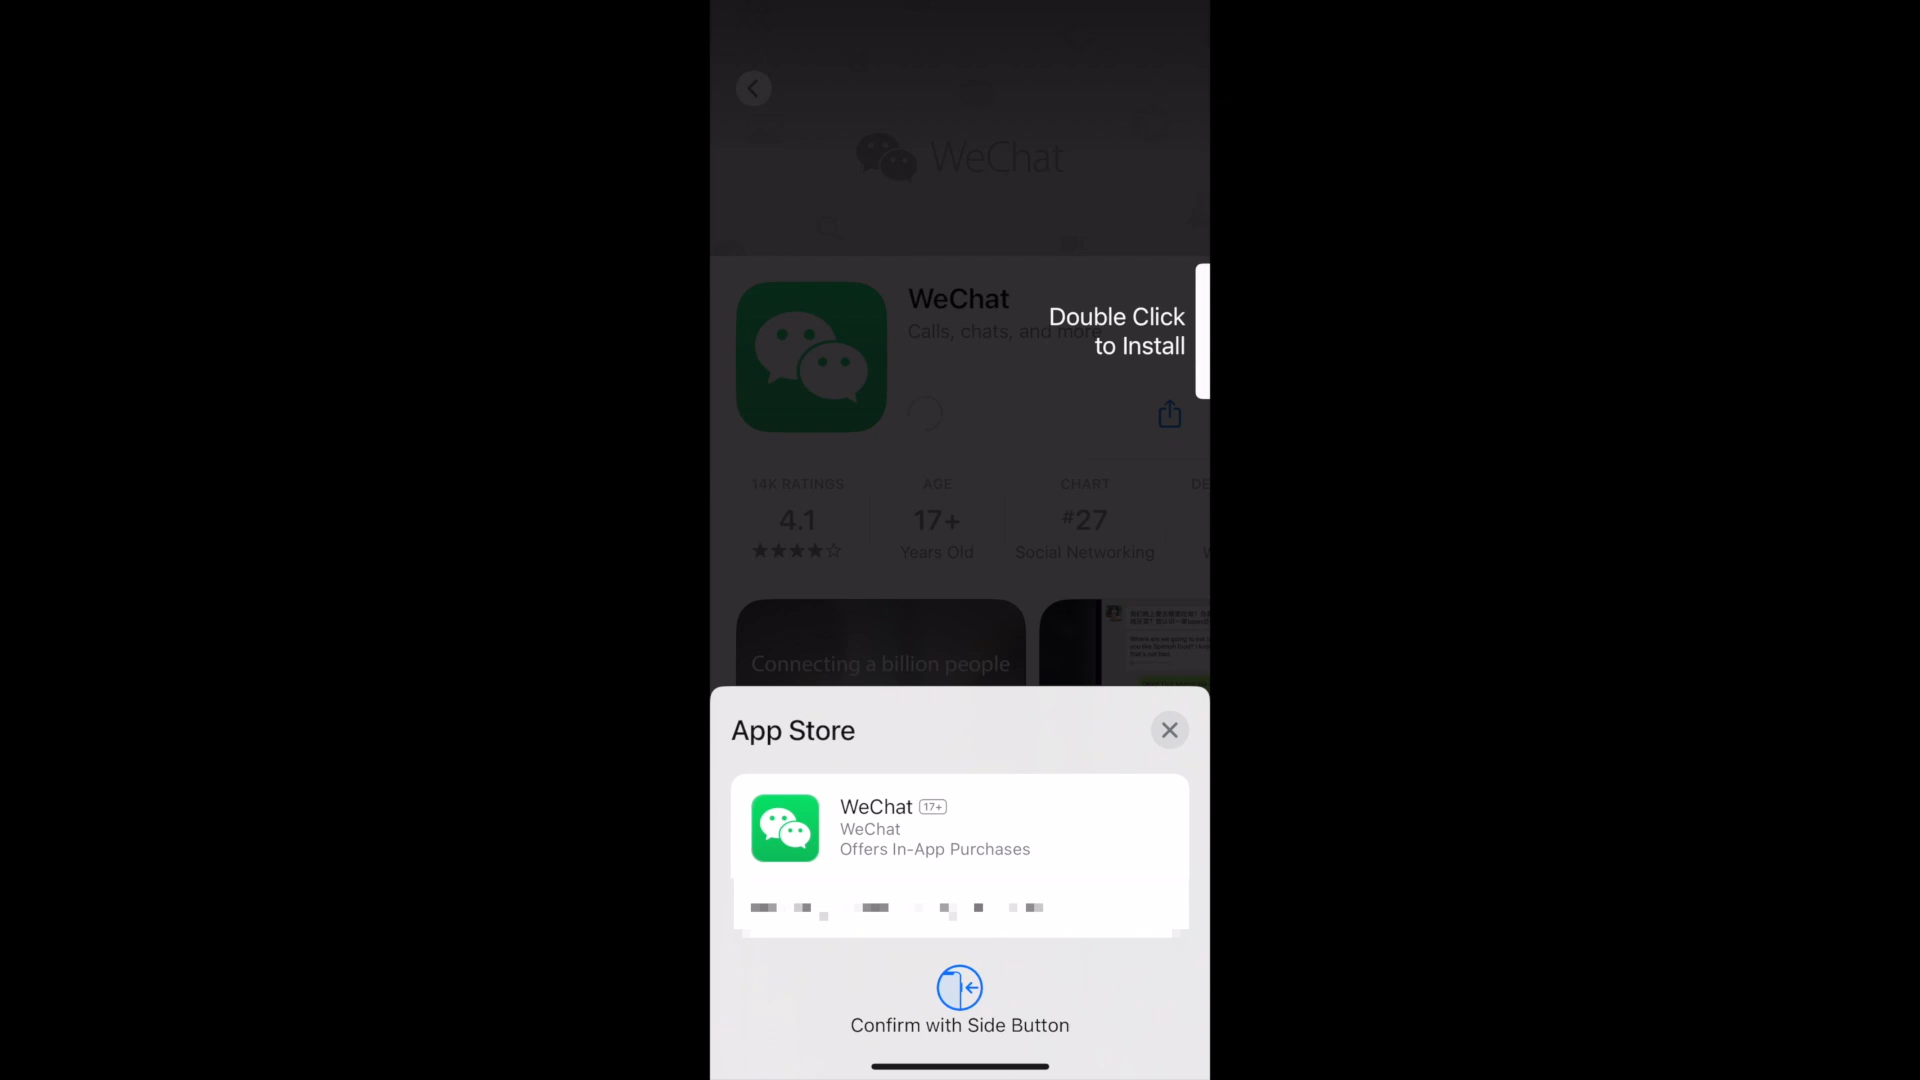 WeChat
WeChat
Calls, chats, and more
Double Click
to Install
14K RATINGS
AGE
CHART
DE
4.1
17+
#27
Years Old
Social Networking
Connecting a billion people
App Store
WeChat 17+
WeChat
Offers In-App Purchases
Confirm with Side Button